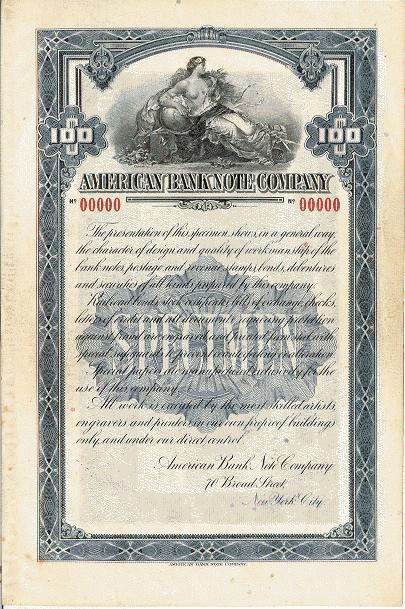 100 100
AMERICAN BANK NOTE COMPANY
Nº 00000 Nº 00000
The presentation of this specimen shows, in a general way,
the character of design and quality of workmanship of the
bank notes, postage and revenue stamps, bonds, debentures
and securities of all kinds prepared by this company.
Railroad bonds, stock certificates, bills of exchange, checks,
letters of credit and all documents requiring protection
against fraud are engraved and printed from steel with
special safeguards to prevent counterfeiting or alteration.
Special papers are manufactured exclusively for the
use of this company.
All work is executed by the most skilled artists,
engravers and printers in our own fireproof buildings
only, and under our direct control.
American Bank Note Company
70 Broad Street,
New York City.
AMERICAN BANK NOTE COMPANY.